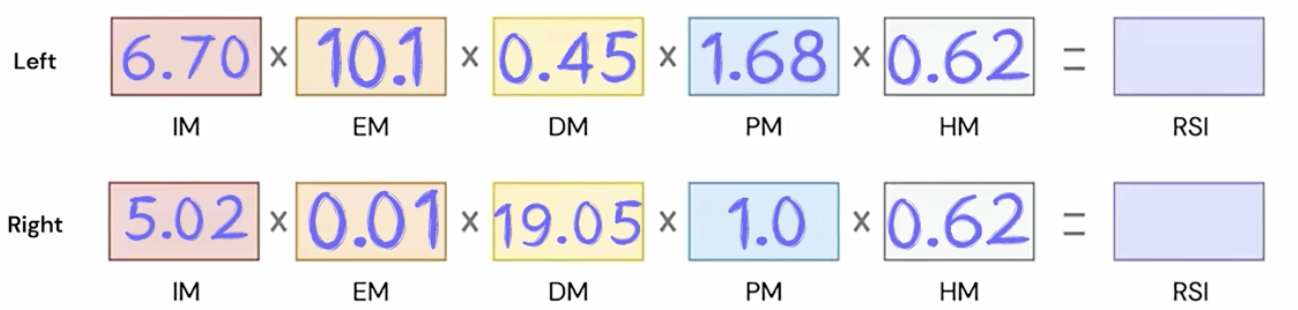 Left 6.70 × 10.1 × 0.45 × 1.68 × 0.62 =
IM EM DM PM HM RSI
Right 5.02 × 0.01 × 19.05 × 1.0 × 0.62 =
IM EM DM PM HM RSI